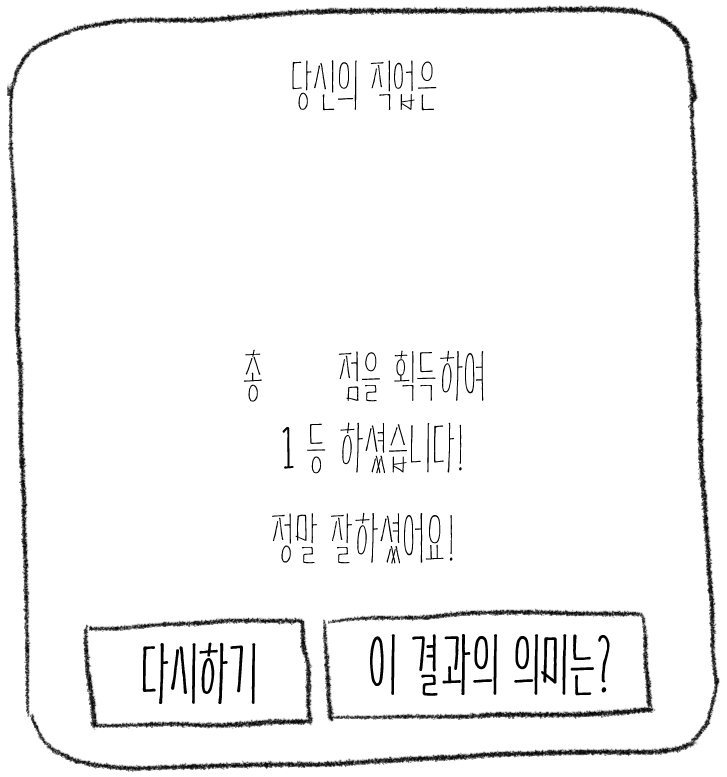 당신의 직업은
총 점을 획득하여
1등 하셨습니다!
정말 잘하셨어요!
다시하기
이 결과의 의미는?